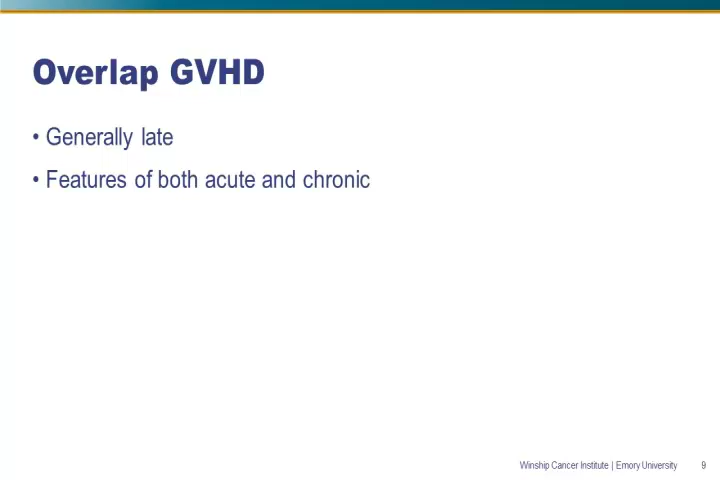 Overlap GVHD
• Generally late
• Features of both acute and chronic
Winship Cancer Institute | Emory University 9